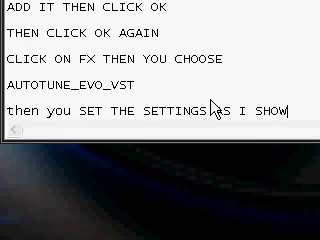 ADD IT THEN CLICK OK
THEN CLICK OK AGAIN
CLICK ON FX THEN YOU CHOOSE
AUTOTUNE_EVO_VST
then you SET THE SETTINGS AS I SHOW